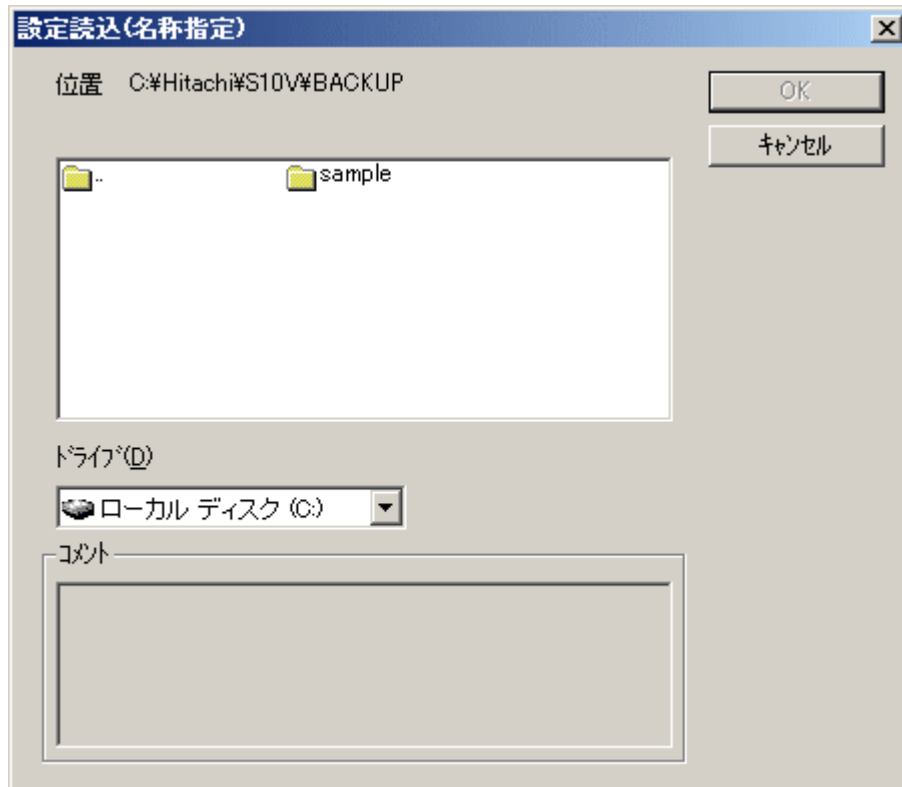 設定読込(名称指定)
位置 C:¥Hitachi¥S10V¥BACKUP
OK
キャンセル
.. sample
ドライブ(D)
ローカル ディスク (C:)
コメント